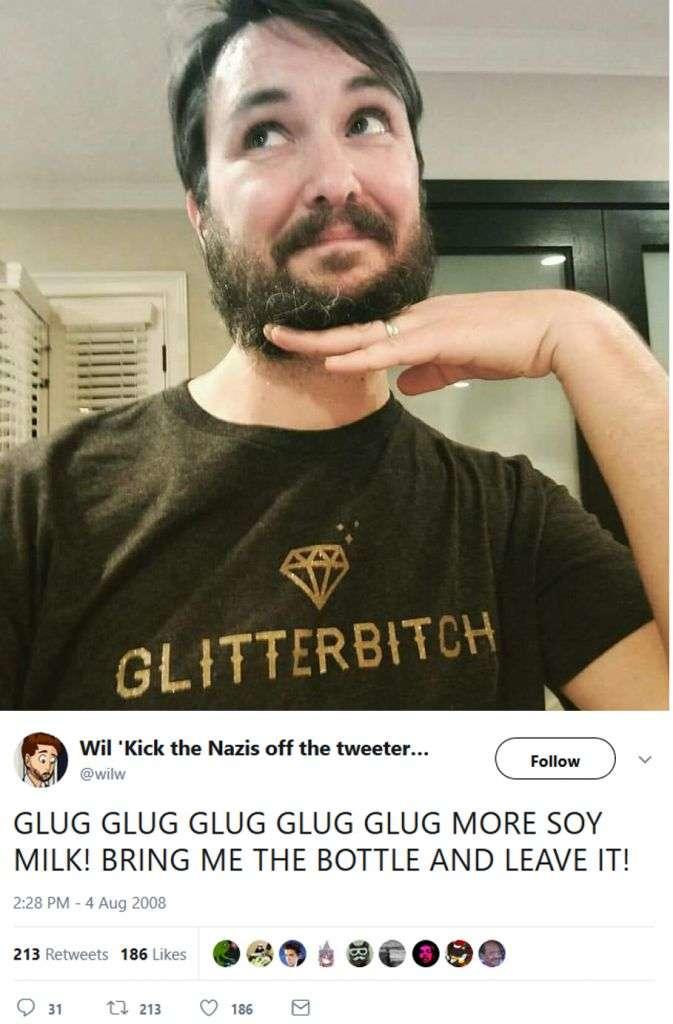 GLITTERBITCH
Wil 'Kick the Nazis off the tweeter...
Follow
@wilw
GLUG GLUG GLUG GLUG GLUG MORE SOY
MILK! BRING ME THE BOTTLE AND LEAVE IT!
2:28 PM - 4 Aug 2008
213 Retweets 186 Likes
31 213 186